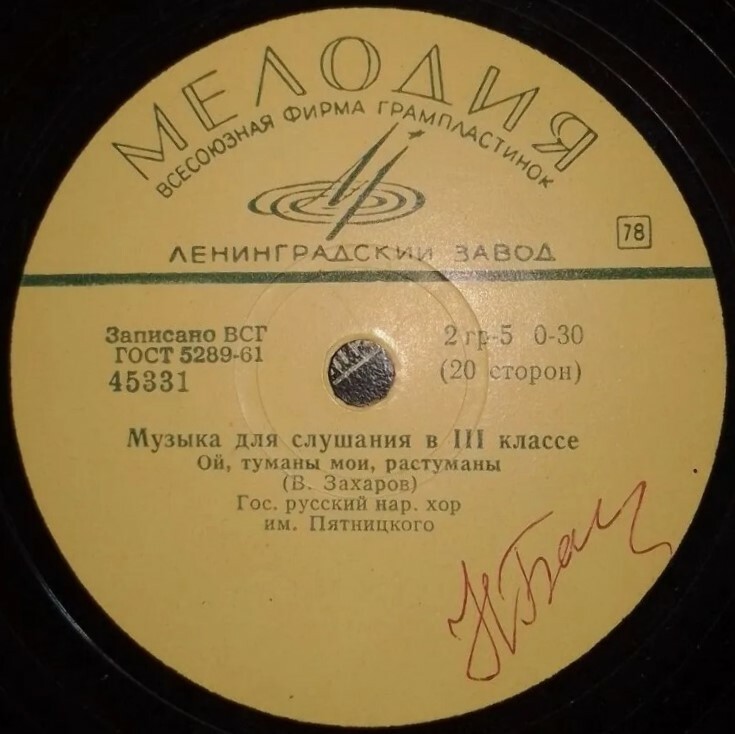 МЕЛОДИЯ
ВСЕСОЮЗНАЯ ФИРМА ГРАМПЛАСТИНОК
ЛЕНИНГРАДСКИЙ ЗАВОД
78
Записано ВСГ
ГОСТ 5289-61
45331
2 гр-5 0-30
(20 сторон)
Музыка для слушания в III классе
Ой, туманы мои, растуманы
(В. Захаров)
Гос. русский нар. хор
им. Пятницкого